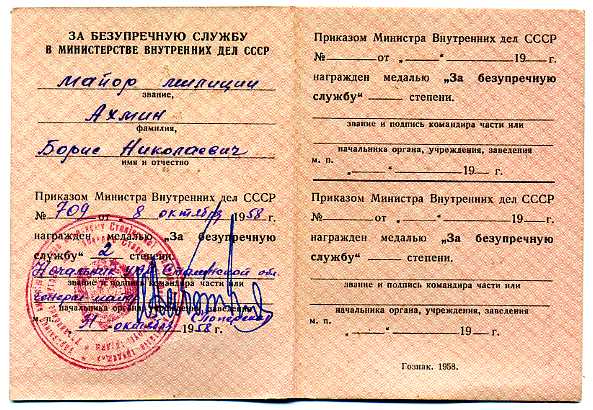 ЗА БЕЗУПРЕЧНУЮ СЛУЖБУ
В МИНИСТЕРСТВЕ ВНУТРЕННИХ ДЕЛ СССР
майор милиции
звание,
Ахмин
фамилия,
Борис Николаевич
имя и отчество
Приказом Министра Внутренних дел СССР
№ 709 от „8 октября 1958 г.
награжден медалью „За безупречную
службу“ 2 степени.
Начальник
звание и подпись командира части или
генерал-майор
начальника органа, учреждения, заведения
м. п. 31 октября 1958 г.
Приказом Министра Внутренних дел СССР
№ — от „ — “ — 19 — г.
награжден медалью „За безупречную
службу“ — степени.
звание и подпись командира части или
начальника органа, учреждения, заведения
м. п. „ — “ — 19 — г.
Приказом Министра Внутренних дел СССР
№ — от „ — “ — 19 — г.
награжден медалью „За безупречную
службу“ — степени.
звание и подпись командира части или
начальника органа, учреждения, заведения
м. п. „ — “ — 19 — г.
Гознак. 1958.